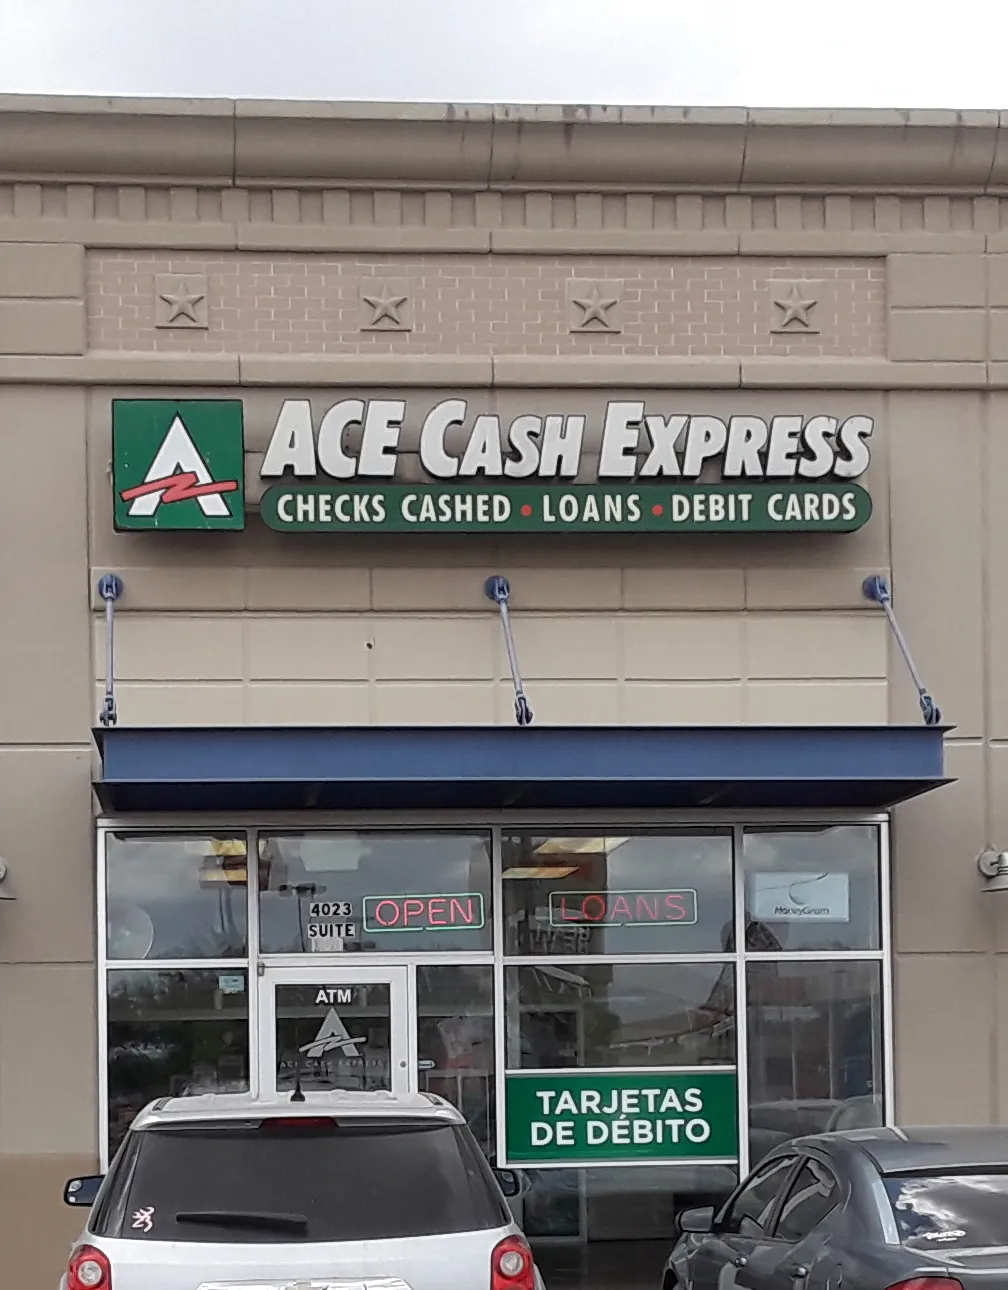 ACE CASH EXPRESS
CHECKS CASHED • LOANS • DEBIT CARDS
4023
SUITE
OPEN
LOANS
MoneyGram
ATM
ACE CASH EXPRESS
TARJETAS
DE DÉBITO